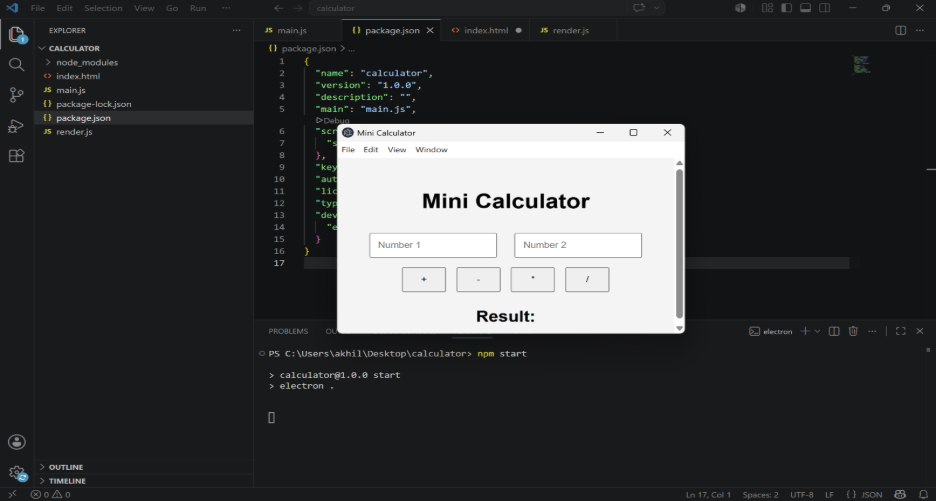 File Edit Selection View Go Run ··· calculator
EXPLORER ···
CALCULATOR
node_modules
index.html
JS main.js
{} package-lock.json
{} package.json
JS render.js
OUTLINE
TIMELINE
JS main.js {} package.json <> index.html JS render.js
{} package.json > ...
1 {
2 "name": "calculator",
3 "version": "1.0.0",
4 "description": "",
5 "main": "main.js",
Debug
6 "scr
7 "s
8 },
9 "key
10 "aut
11 "lic
12 "typ
13 "dev
14 "e
15 }
16 }
17
Mini Calculator
File Edit View Window
Mini Calculator
Number 1 Number 2
+ - * /
Result:
PROBLEMS OU electron
PS C:\Users\akhil\Desktop\calculator> npm start
> calculator@1.0.0 start
> electron .
0 0 Ln 17, Col 1 Spaces: 2 UTF-8 LF {} JSON